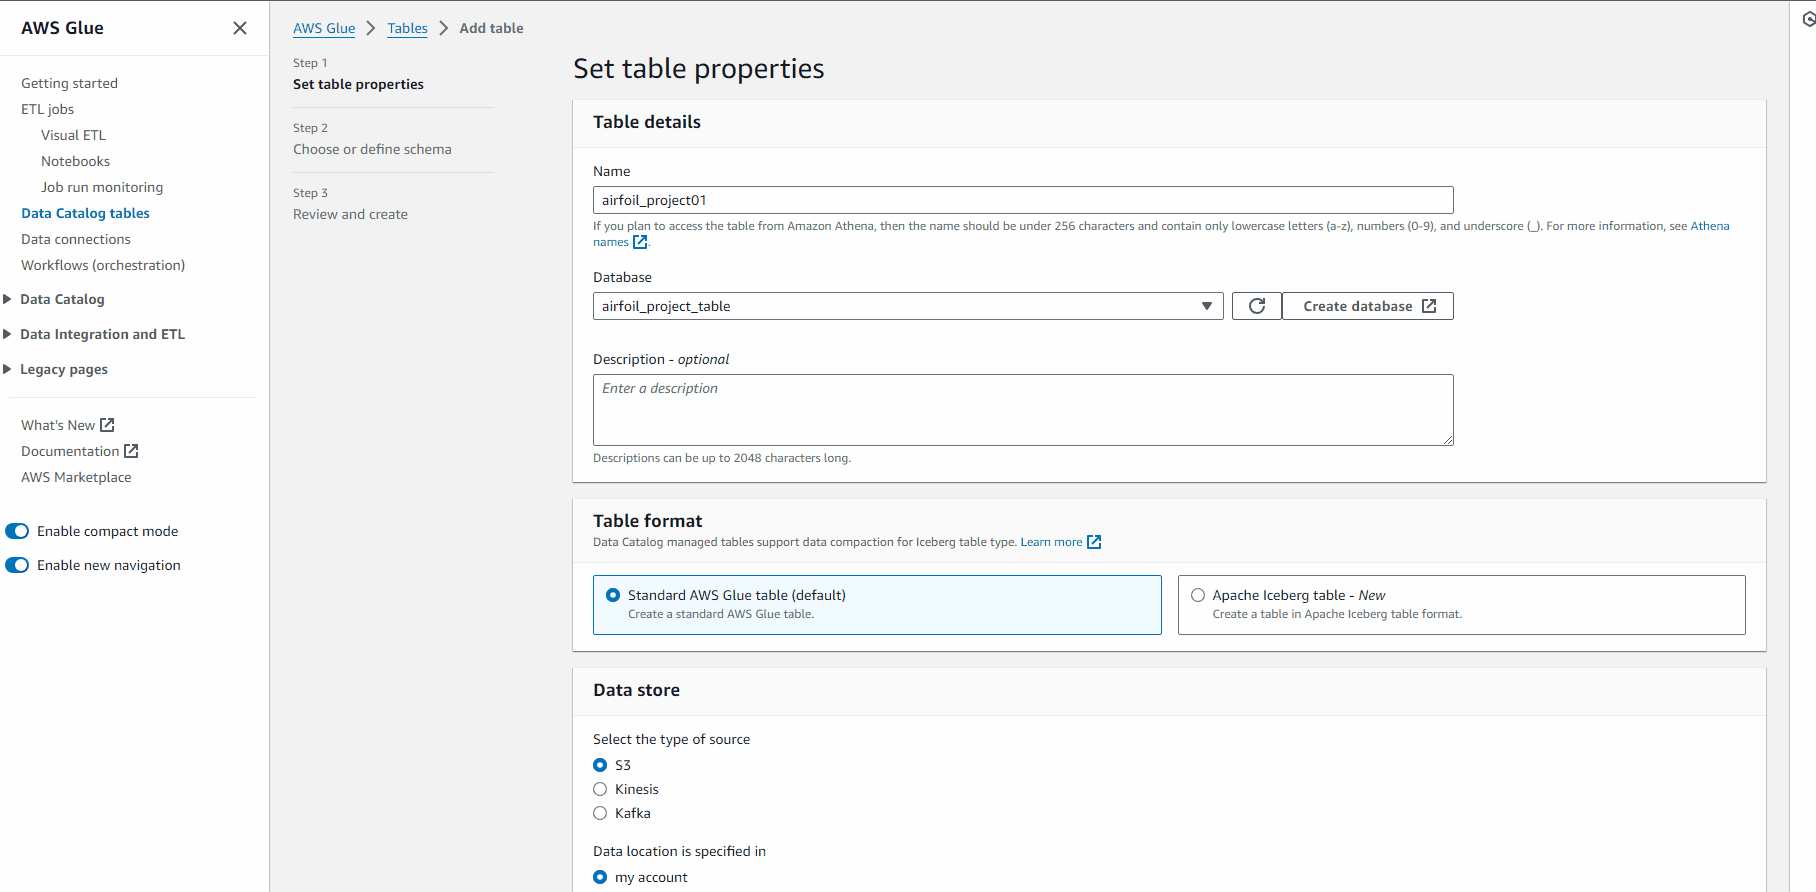 AWS Glue
Getting started
ETL jobs
Visual ETL
Notebooks
Job run monitoring
Data Catalog tables
Data connections
Workflows (orchestration)
Data Catalog
Data Integration and ETL
Legacy pages
What's New
Documentation
AWS Marketplace
Enable compact mode
Enable new navigation
AWS Glue > Tables > Add table
Step 1
Set table properties
Step 2
Choose or define schema
Step 3
Review and create
Set table properties
Table details
Name
airfoil_project01
If you plan to access the table from Amazon Athena, then the name should be under 256 characters and contain only lowercase letters (a-z), numbers (0-9), and underscore (_). For more information, see Athena
names .
Database
airfoil_project_table
Create database
Description - optional
Enter a description
Descriptions can be up to 2048 characters long.
Table format
Data Catalog managed tables support data compaction for Iceberg table type. Learn more
Standard AWS Glue table (default)
Create a standard AWS Glue table.
Apache Iceberg table - New
Create a table in Apache Iceberg table format.
Data store
Select the type of source
S3
Kinesis
Kafka
Data location is specified in
my account